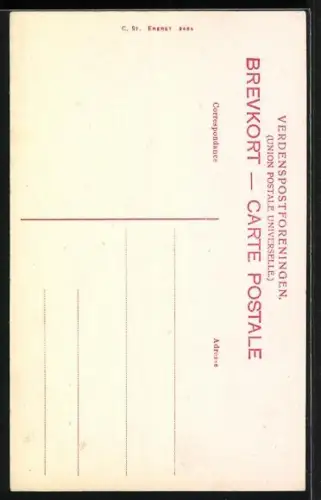 VERDENSPOSTFORENINGEN.
(UNION POSTALE UNIVERSELLE.)
BREVKORT — CARTE POSTALE
Correspondance
Adresse
C. St. Eneret